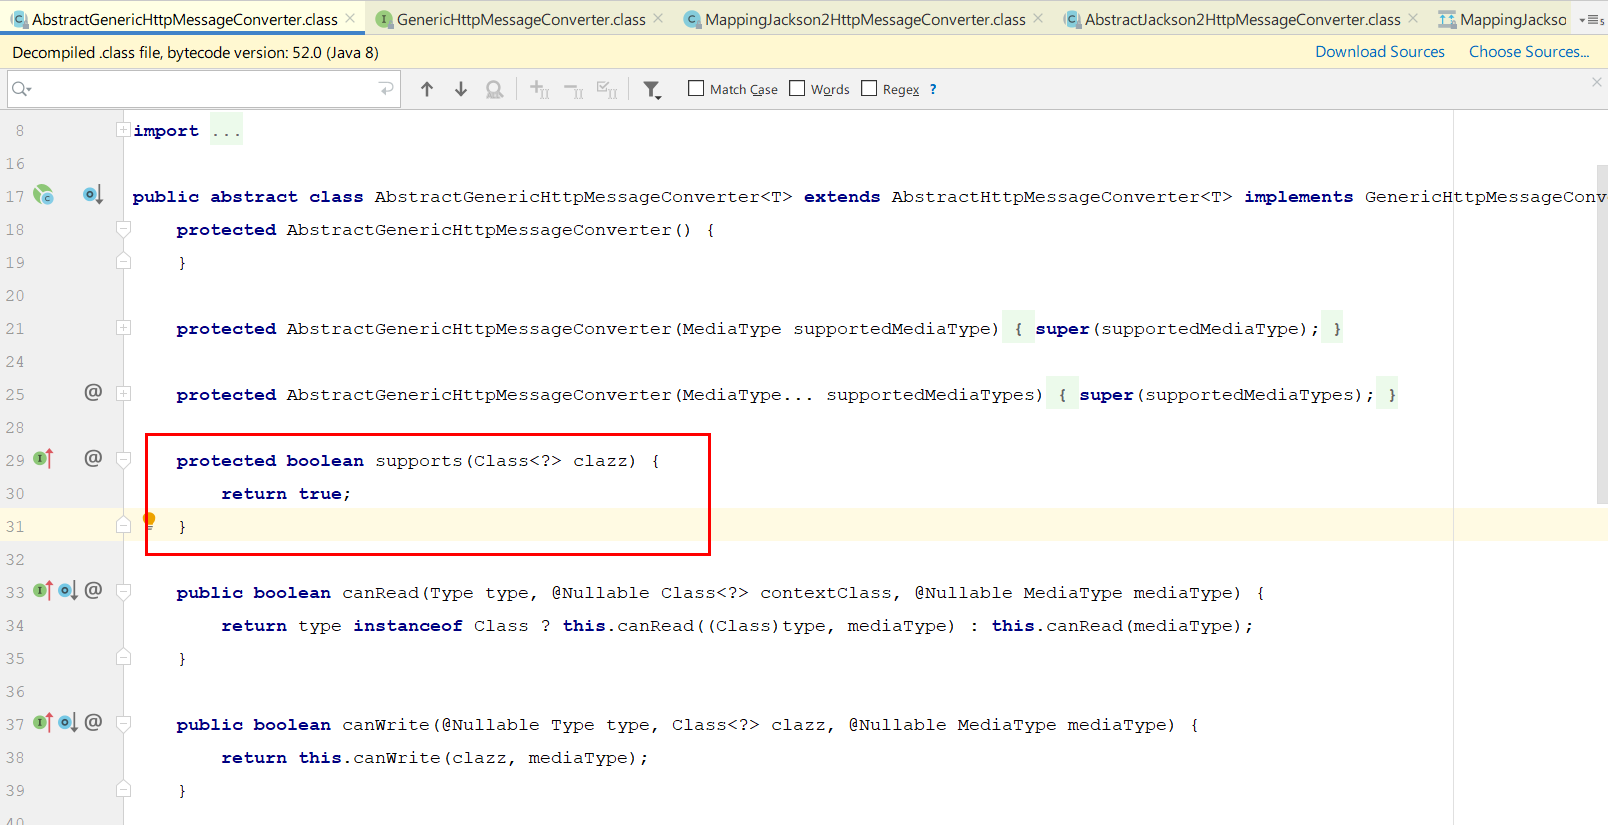 AbstractGenericHttpMessageConverter.class GenericHttpMessageConverter.class MappingJackson2HttpMessageConverter.class AbstractJackson2HttpMessageConverter.class MappingJackso
Decompiled .class file, bytecode version: 52.0 (Java 8) Download Sources Choose Sources...
Match Case Words Regex ?
8 import ...
16
17 public abstract class AbstractGenericHttpMessageConverter<T> extends AbstractHttpMessageConverter<T> implements GenericHttpMessageConv
18 protected AbstractGenericHttpMessageConverter() {
19 }
20
21 protected AbstractGenericHttpMessageConverter(MediaType supportedMediaType) { super(supportedMediaType); }
24
25 @ protected AbstractGenericHttpMessageConverter(MediaType... supportedMediaTypes) { super(supportedMediaTypes); }
28
29 @ protected boolean supports(Class<?> clazz) {
30 return true;
31 }
32
33 @ public boolean canRead(Type type, @Nullable Class<?> contextClass, @Nullable MediaType mediaType) {
34 return type instanceof Class ? this.canRead((Class)type, mediaType) : this.canRead(mediaType);
35 }
36
37 @ public boolean canWrite(@Nullable Type type, Class<?> clazz, @Nullable MediaType mediaType) {
38 return this.canWrite(clazz, mediaType);
39 }
40